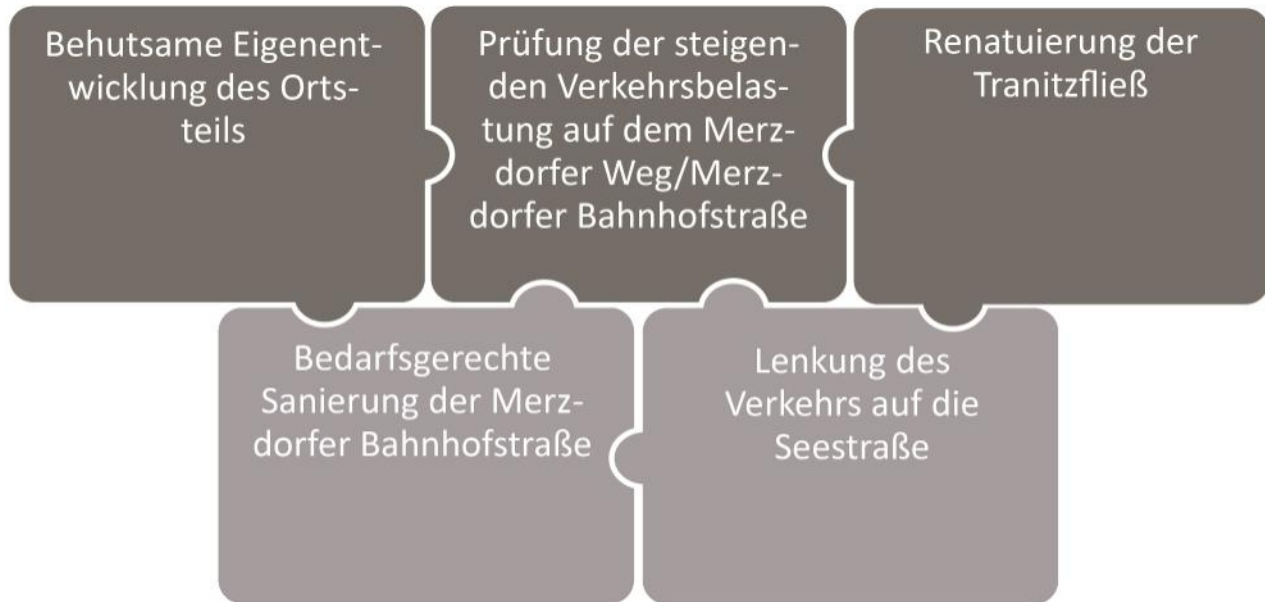 Behutsame Eigenent-
wicklung des Orts-
teils
Prüfung der steigen-
den Verkehrsbelas-
tung auf dem Merz-
dorfer Weg/Merz-
dorfer Bahnhofstraße
Renatuierung der
Tranitzfließ
Bedarfsgerechte
Sanierung der Merz-
dorfer Bahnhofstraße
Lenkung des
Verkehrs auf die
Seestraße